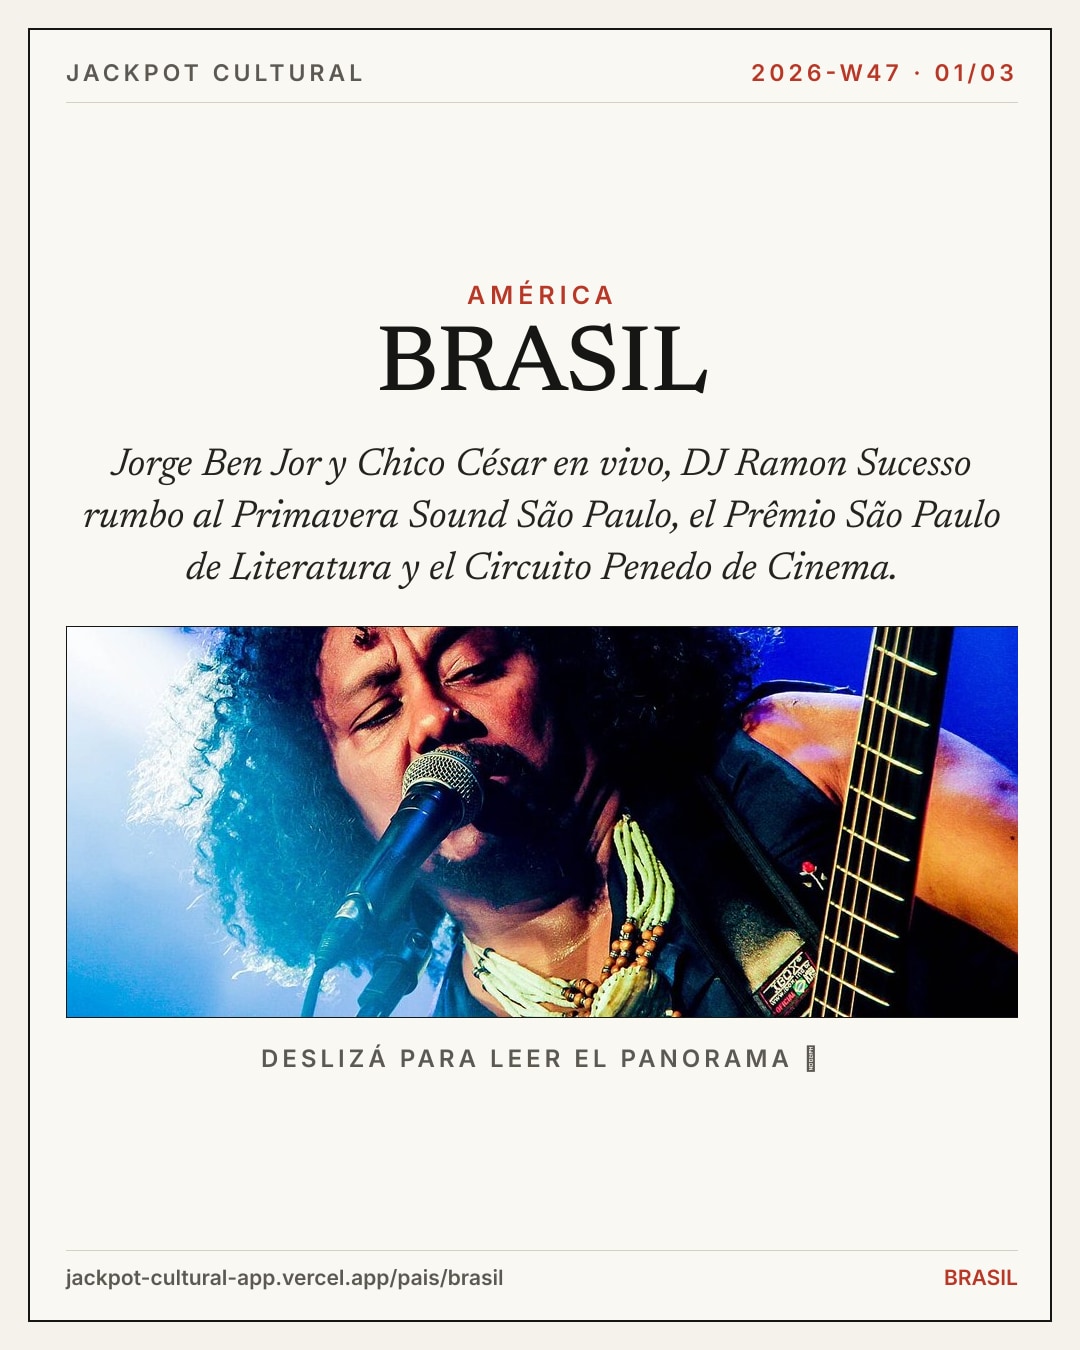 JACKPOT CULTURAL
2026-W47 · 01/03
AMÉRICA
BRASIL
Jorge Ben Jor y Chico César en vivo, DJ Ramon Sucesso
rumbo al Primavera Sound São Paulo, el Prêmio São Paulo
de Literatura y el Circuito Penedo de Cinema.
DESLIZÁ PARA LEER EL PANORAMA
jackpot-cultural-app.vercel.app/pais/brasil
BRASIL